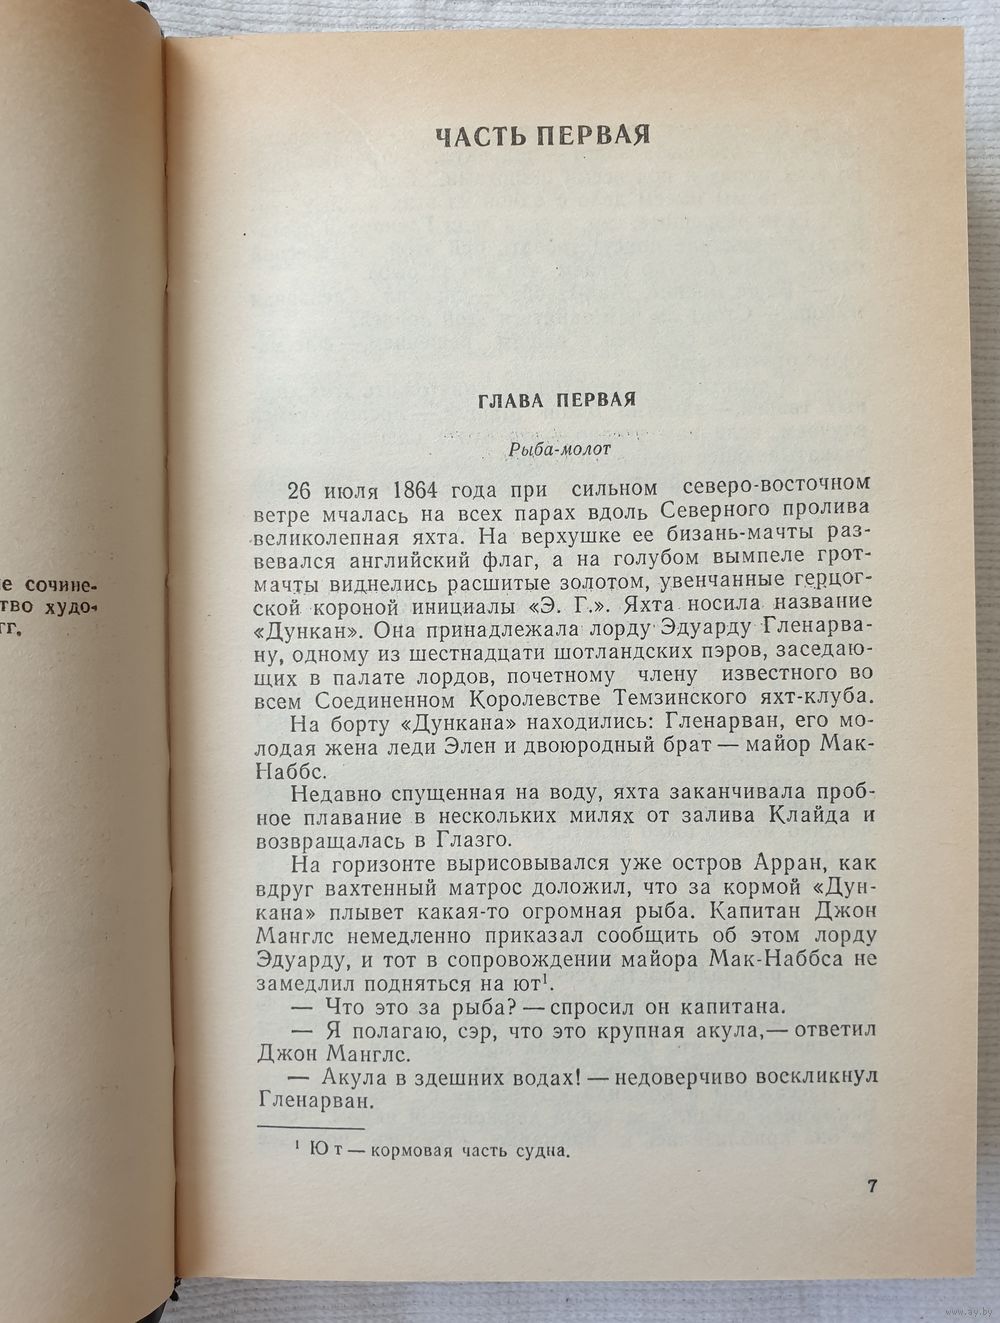 е сочине-
тво худо-
гг.
ЧАСТЬ ПЕРВАЯ
ГЛАВА ПЕРВАЯ
Рыба-молот
26 июля 1864 года при сильном северо-восточном
ветре мчалась на всех парах вдоль Северного пролива
великолепная яхта. На верхушке ее бизань-мачты раз-
вевался английский флаг, а на голубом вымпеле грот-
мачты виднелись расшитые золотом, увенчанные герцог-
ской короной инициалы «Э. Г.». Яхта носила название
«Дункан». Она принадлежала лорду Эдуарду Гленарва-
ну, одному из шестнадцати шотландских пэров, заседаю-
щих в палате лордов, почетному члену известного во
всем Соединенном Королевстве Темзинского яхт-клуба.
На борту «Дункана» находились: Гленарван, его мо-
лодая жена леди Элен и двоюродный брат — майор Мак-
Наббс.
Недавно спущенная на воду, яхта заканчивала проб-
ное плавание в нескольких милях от залива Клайда и
возвращалась в Глазго.
На горизонте вырисовывался уже остров Арран, как
вдруг вахтенный матрос доложил, что за кормой «Дун-
кана» плывет какая-то огромная рыба. Капитан Джон
Манглс немедленно приказал сообщить об этом лорду
Эдуарду, и тот в сопровождении майора Мак-Наббса не
замедлил подняться на ют¹.
— Что это за рыба? — спросил он капитана.
— Я полагаю, сэр, что это крупная акула,— ответил
Джон Манглс.
— Акула в здешних водах! — недоверчиво воскликнул
Гленарван.
¹ Ют — кормовая часть судна.
7
www.ay.by